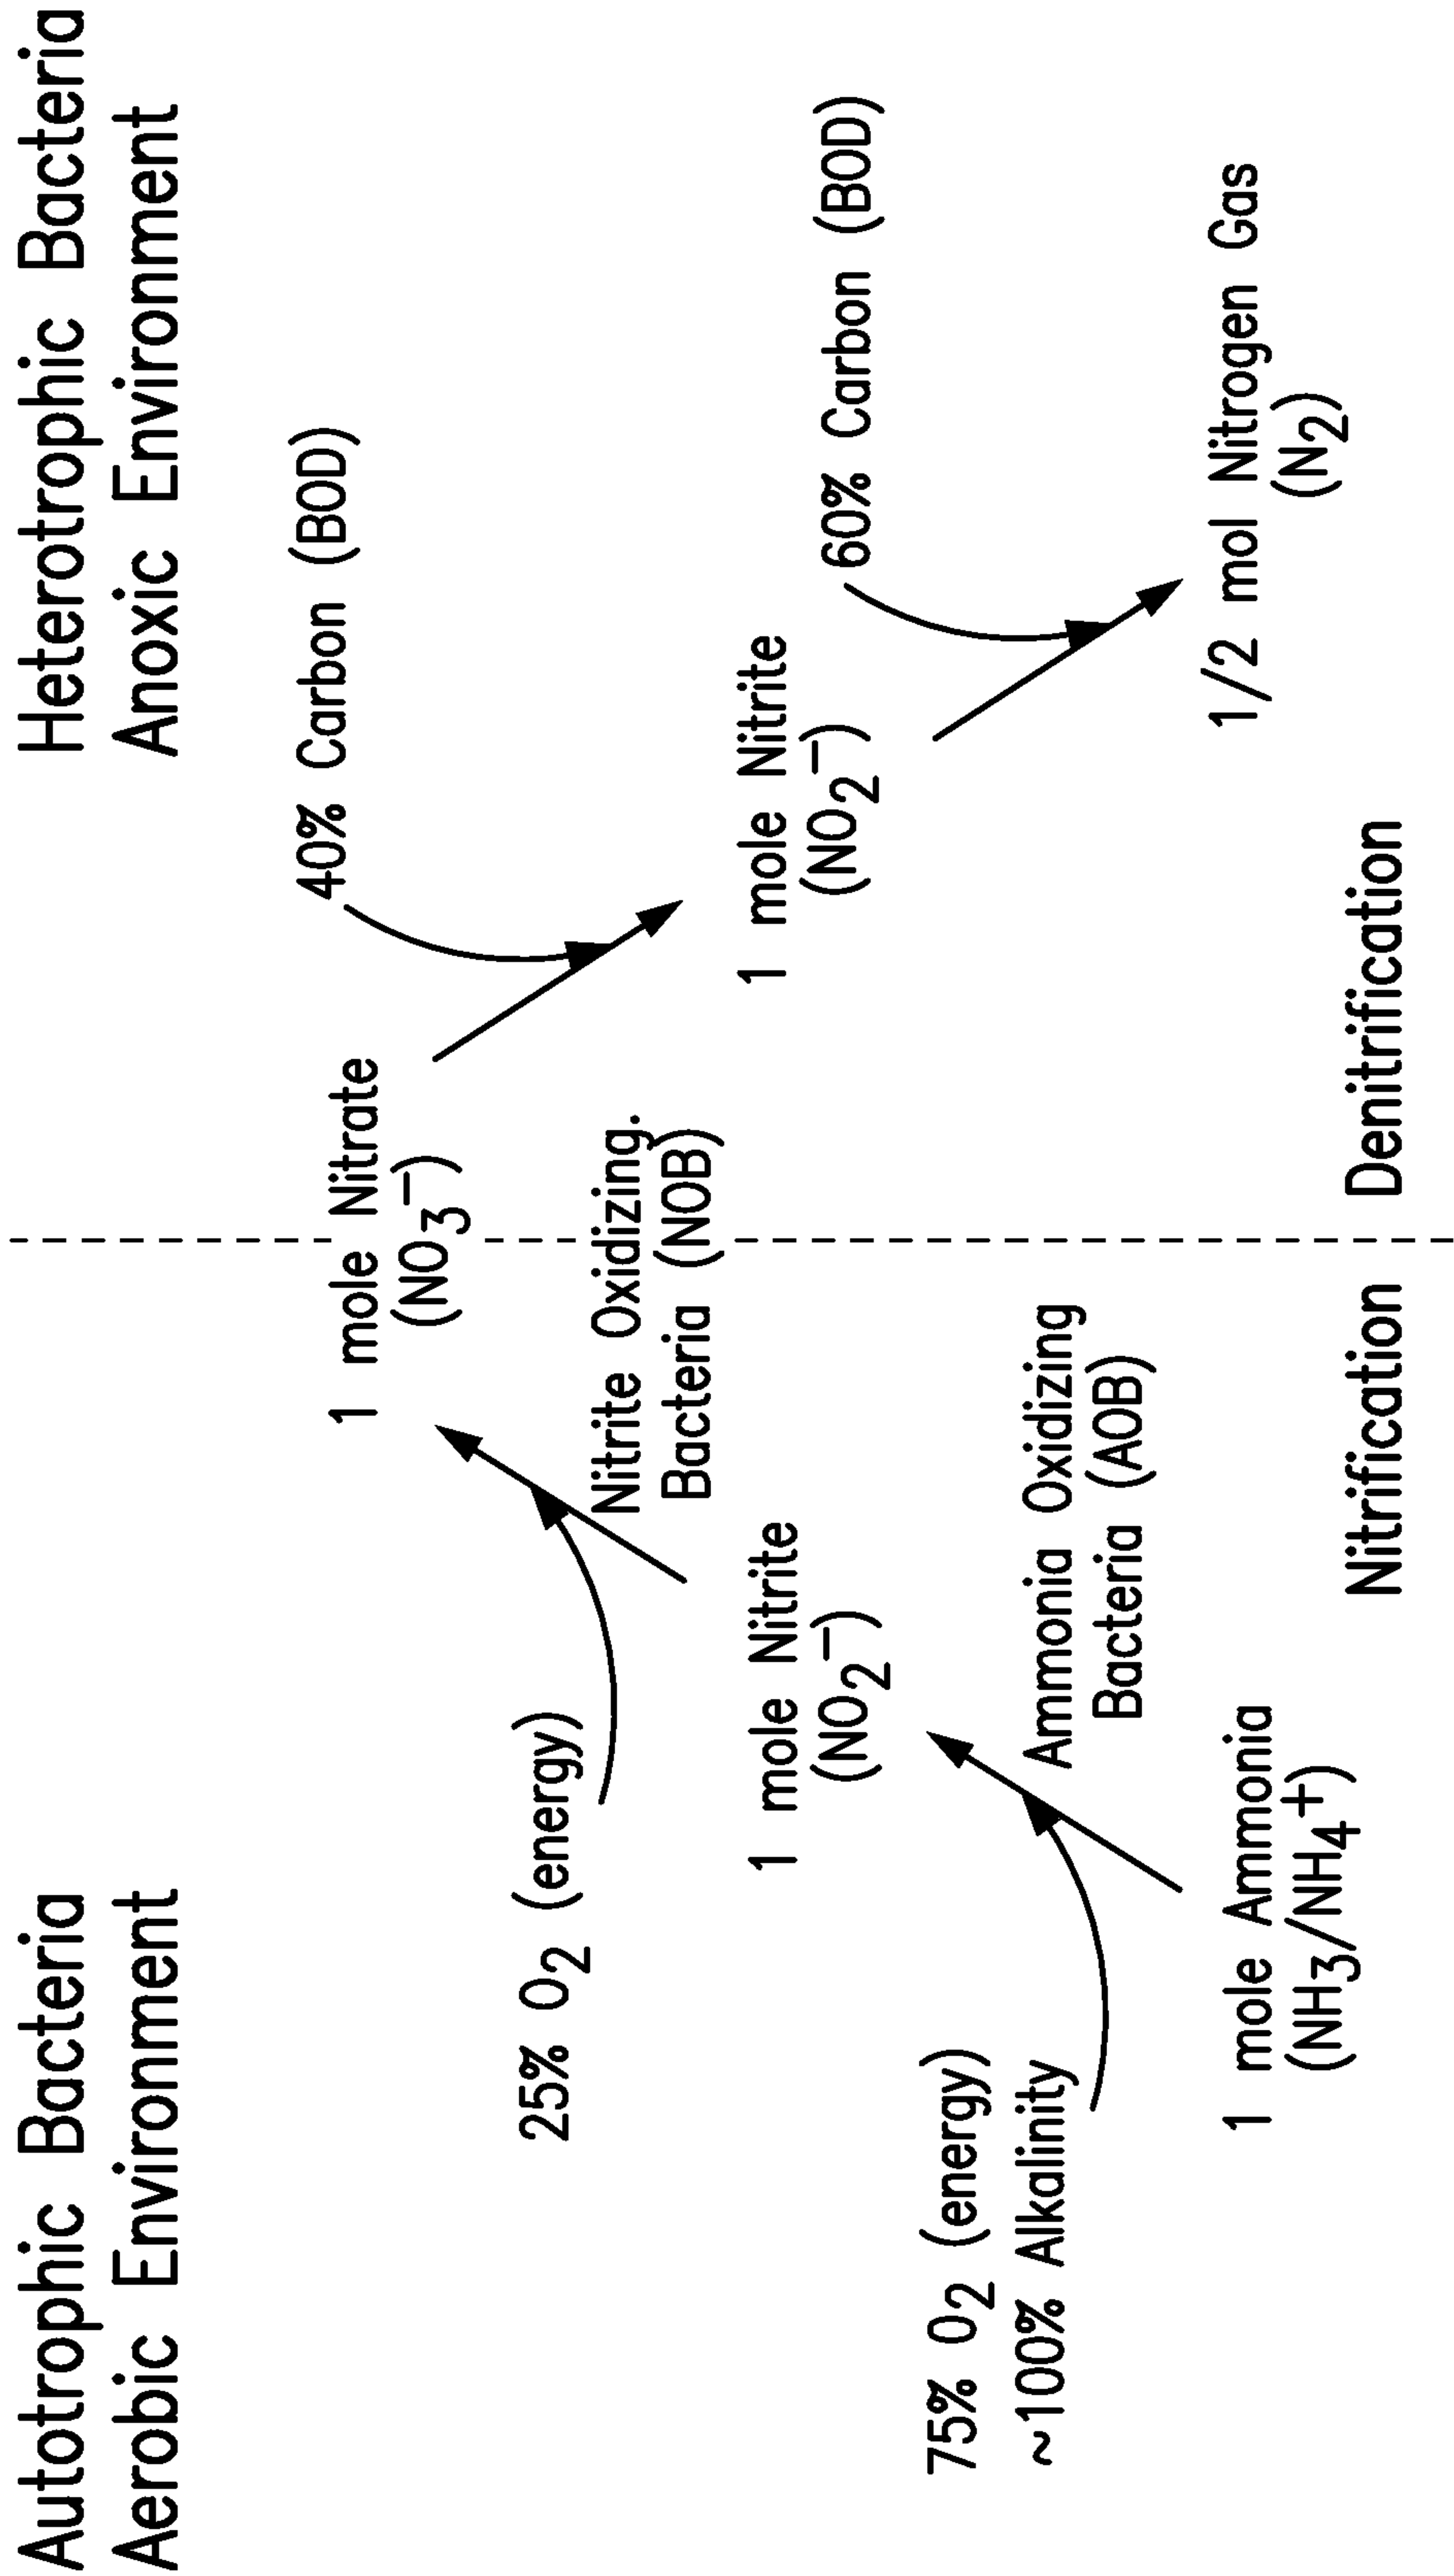 Autotrophic Bacteria
Aerobic Environment
Heterotrophic Bacteria
Anoxic Environment
1 mole Nitrate
(NO₃⁻)
40% Carbon (BOD)
25% O₂ (energy)
Nitrite Oxidizing.
Bacteria (NOB)
1 mole Nitrite
(NO₂⁻)
1 mole Nitrite
(NO₂⁻)
60% Carbon (BOD)
75% O₂ (energy)
~100% Alkalinity
Ammonia Oxidizing
Bacteria (AOB)
1 mole Ammonia
(NH₃/NH₄⁺)
1/2 mol Nitrogen Gas
(N₂)
Nitrification
Denitrification